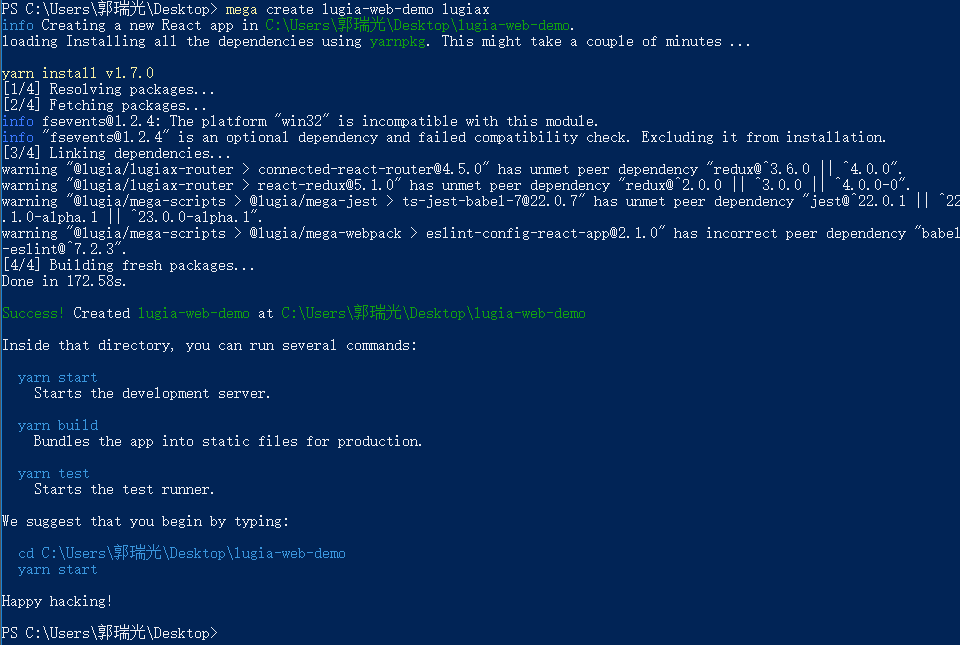 PS C:\Users\郭瑞光\Desktop> mega create lugia-web-demo lugiax
info Creating a new React app in C:\Users\郭瑞光\Desktop\lugia-web-demo.
loading Installing all the dependencies using yarnpkg. This might take a couple of minutes ...
yarn install v1.7.0
[1/4] Resolving packages...
[2/4] Fetching packages...
info fsevents@1.2.4: The platform "win32" is incompatible with this module.
info "fsevents@1.2.4" is an optional dependency and failed compatibility check. Excluding it from installation.
[3/4] Linking dependencies...
warning "@lugia/lugiax-router > connected-react-router@4.5.0" has unmet peer dependency "redux@^3.6.0 || ^4.0.0".
warning "@lugia/lugiax-router > react-redux@5.1.0" has unmet peer dependency "redux@^2.0.0 || ^3.0.0 || ^4.0.0-0".
warning "@lugia/mega-scripts > @lugia/mega-jest > ts-jest-babel-7@22.0.7" has unmet peer dependency "jest@^22.0.1 || ^22
.1.0-alpha.1 || ^23.0.0-alpha.1".
warning "@lugia/mega-scripts > @lugia/mega-webpack > eslint-config-react-app@2.1.0" has incorrect peer dependency "babel
-eslint@^7.2.3".
[4/4] Building fresh packages...
Done in 172.58s.
Success! Created lugia-web-demo at C:\Users\郭瑞光\Desktop\lugia-web-demo
Inside that directory, you can run several commands:
yarn start
Starts the development server.
yarn build
Bundles the app into static files for production.
yarn test
Starts the test runner.
We suggest that you begin by typing:
cd C:\Users\郭瑞光\Desktop\lugia-web-demo
yarn start
Happy hacking!
PS C:\Users\郭瑞光\Desktop>